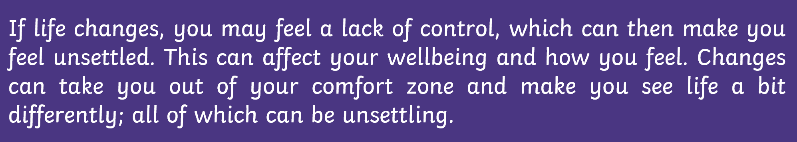 If life changes, you may feel a lack of control, which can then make you
feel unsettled. This can affect your wellbeing and how you feel. Changes
can take you out of your comfort zone and make you see life a bit
differently; all of which can be unsettling.